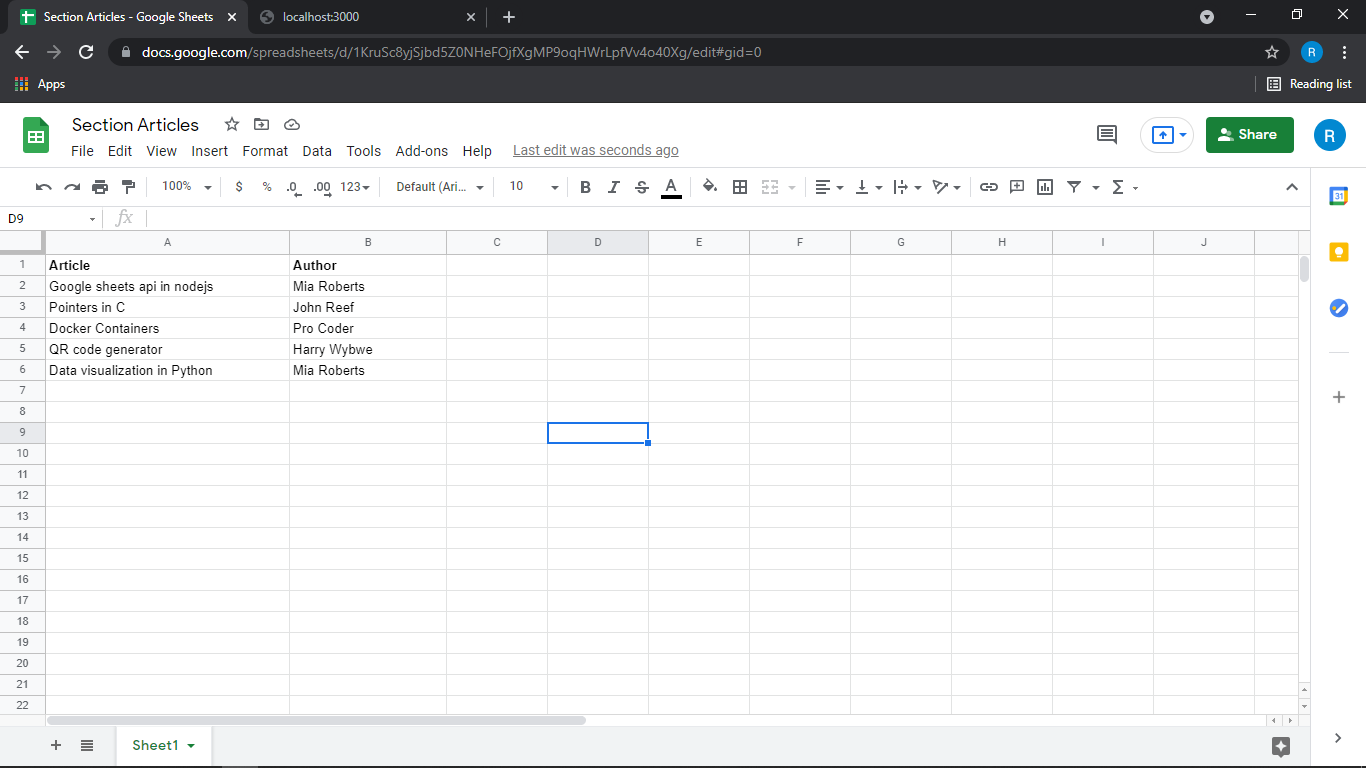 Section Articles - Google Sheets
localhost:3000
docs.google.com/spreadsheets/d/1KruSc8yjSjbd5Z0NHeFOjfXgMP9oqHWrLpfVv4o40Xg/edit#gid=0
R
Apps
Reading list
Section Articles
File Edit View Insert Format Data Tools Add-ons Help Last edit was seconds ago
Share
R
100% $ % .0 .00 123 Default (Ari... 10 B I S A
31
D9 fx
A B C D E F G H I J
1 Article Author
2 Google sheets api in nodejs Mia Roberts
3 Pointers in C John Reef
4 Docker Containers Pro Coder
5 QR code generator Harry Wybwe
6 Data visualization in Python Mia Roberts
7
8
9
10
11
12
13
14
15
16
17
18
19
20
21
22
Sheet1